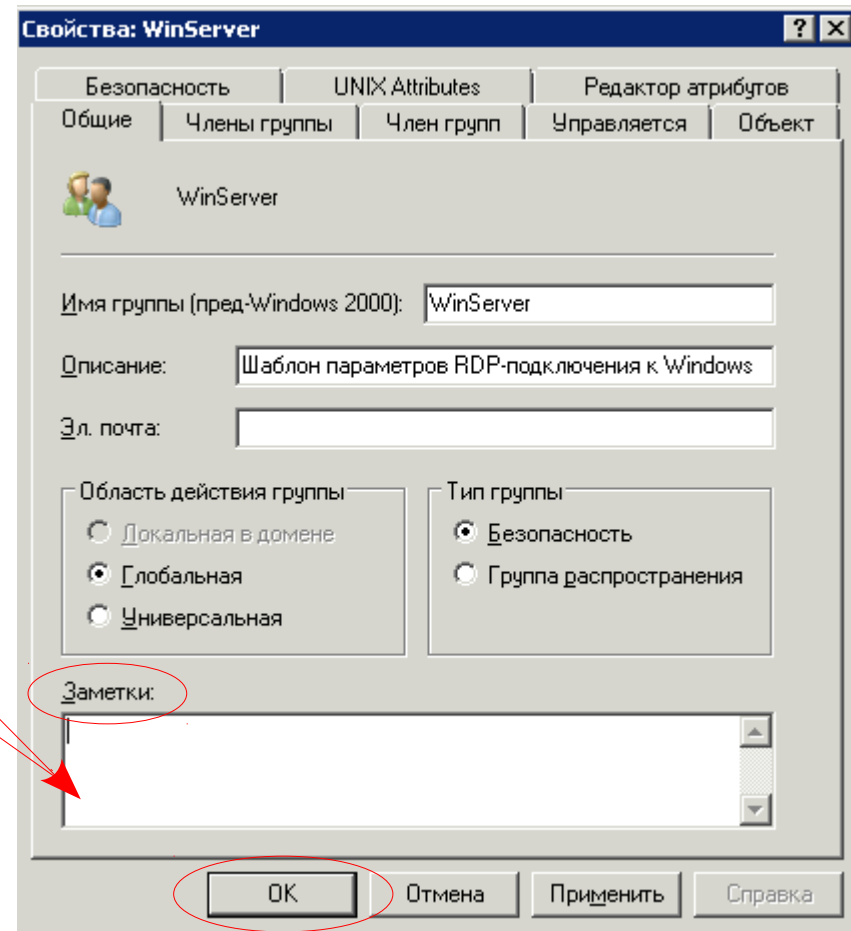 Свойства: WinServer
Безопасность UNIX Attributes Редактор атрибутов
Общие Члены группы Член групп Управляется Объект
WinServer
Имя группы (пред-Windows 2000): WinServer
Описание: Шаблон параметров RDP-подключения к Windows
Эл. почта:
Область действия группы Тип группы
Локальная в домене Безопасность
Глобальная Группа распространения
Универсальная
Заметки:
OK Отмена Применить Справка